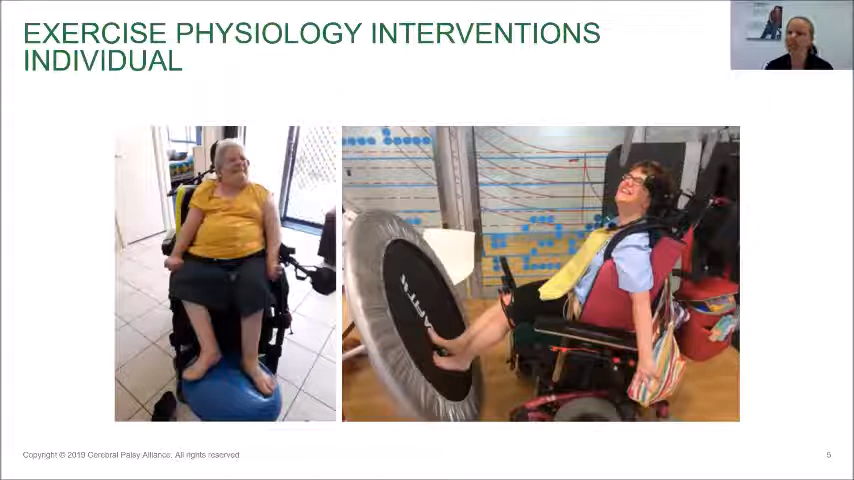 EXERCISE PHYSIOLOGY INTERVENTIONS
INDIVIDUAL
Copyright © 2019 Cerebral Palsy Alliance. All rights reserved
5